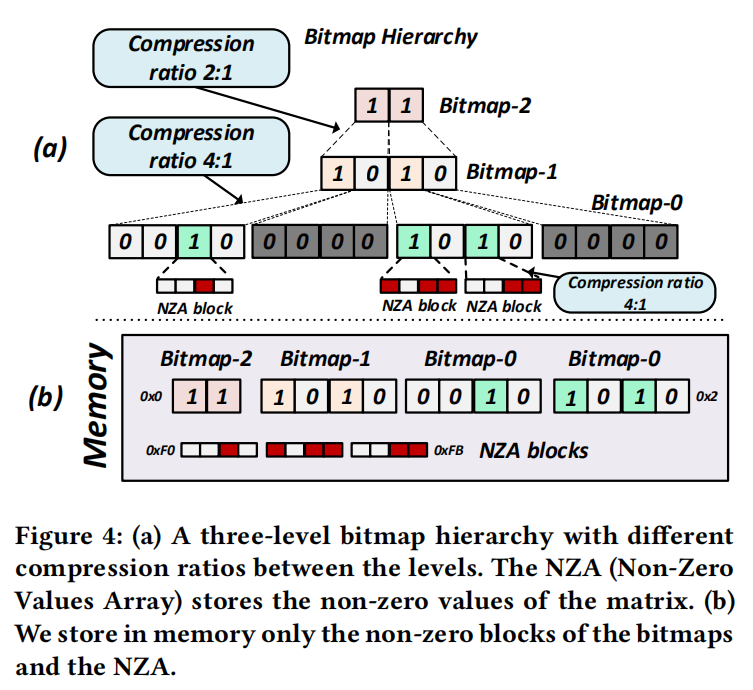 Compression
ratio 2:1
Bitmap Hierarchy
1 1 Bitmap-2
(a)
Compression
ratio 4:1
1 0 1 0 Bitmap-1
Bitmap-0
0 0 1 0 0 0 0 0 1 0 1 0 0 0 0 0
NZA block NZA block NZA block
Compression ratio
4:1
(b)
Memory
Bitmap-2 Bitmap-1 Bitmap-0 Bitmap-0
0x0 1 1 1 0 1 0 0 0 1 0 1 0 1 0 0x2
0xF0 0xFB NZA blocks
Figure 4: (a) A three-level bitmap hierarchy with different
compression ratios between the levels. The NZA (Non-Zero
Values Array) stores the non-zero values of the matrix. (b)
We store in memory only the non-zero blocks of the bitmaps
and the NZA.